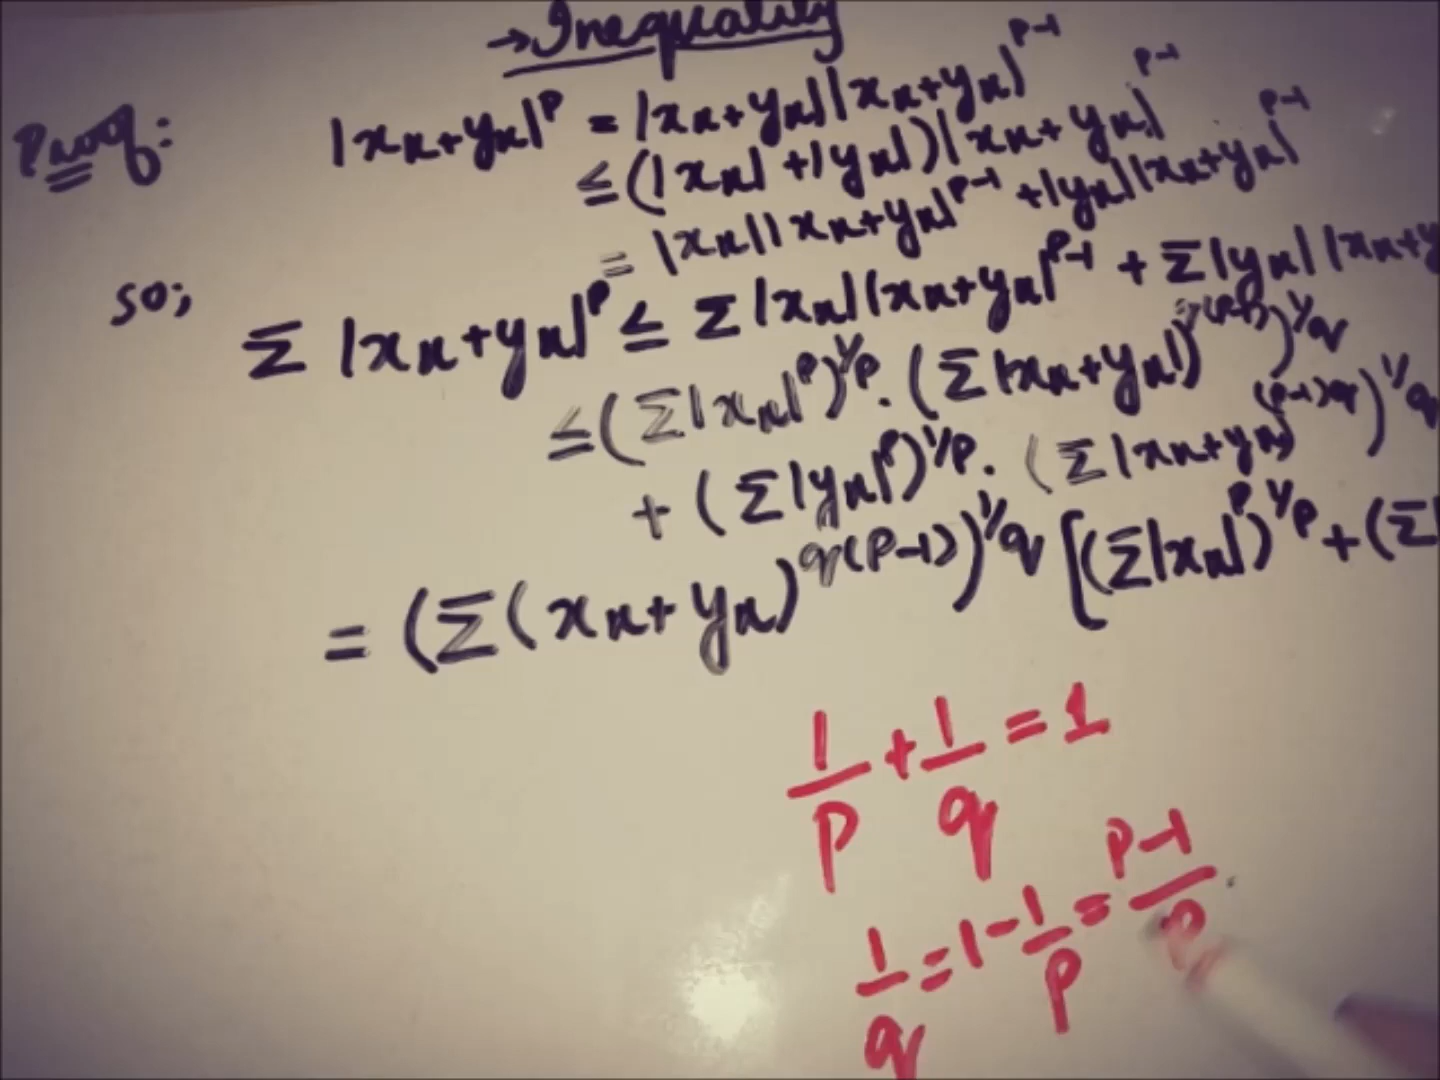 →Inequality
Proof: |xₙ+yₙ|^p = |xₙ+yₙ||xₙ+yₙ|^p-1
≤(|xₙ|+|yₙ|)|xₙ+yₙ|^p-1
= |xₙ||xₙ+yₙ|^p-1 +|yₙ||xₙ+yₙ|^p-1
so;
Σ |xₙ+yₙ|^p ≤ Σ|xₙ||xₙ+yₙ|^p-1 + Σ|yₙ||xₙ+y
≤(Σ|xₙ|^p)^1/p . (Σ|xₙ+yₙ|)^(p-1))^1/q
+ (Σ|yₙ|^p)^1/p . (Σ|xₙ+yₙ)^(p-1)q)^1/q
= (Σ(xₙ+yₙ)^q(p-1))^1/q [(Σ|xₙ|^p)^1/p+(Σ|
1/p + 1/q = 1
1/q = 1 - 1/p = p-1/p